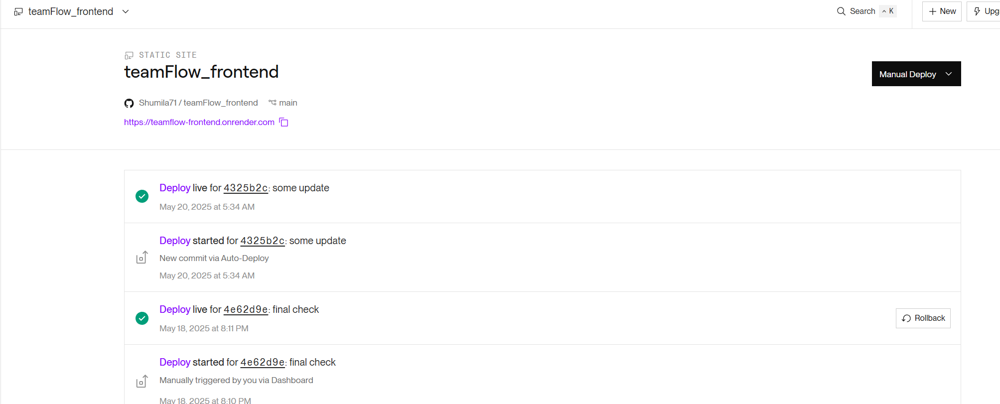 teamFlow_frontend
Search ^ K
+ New
STATIC SITE
teamFlow_frontend
Manual Deploy
Shumila71 / teamFlow_frontend main
https://teamflow-frontend.onrender.com
Deploy live for 4325b2c: some update
May 20, 2025 at 5:34 AM
Deploy started for 4325b2c: some update
New commit via Auto-Deploy
May 20, 2025 at 5:34 AM
Deploy live for 4e62d9e: final check
May 18, 2025 at 8:11 PM
Rollback
Deploy started for 4e62d9e: final check
Manually triggered by you via Dashboard
May 18, 2025 at 8:10 PM